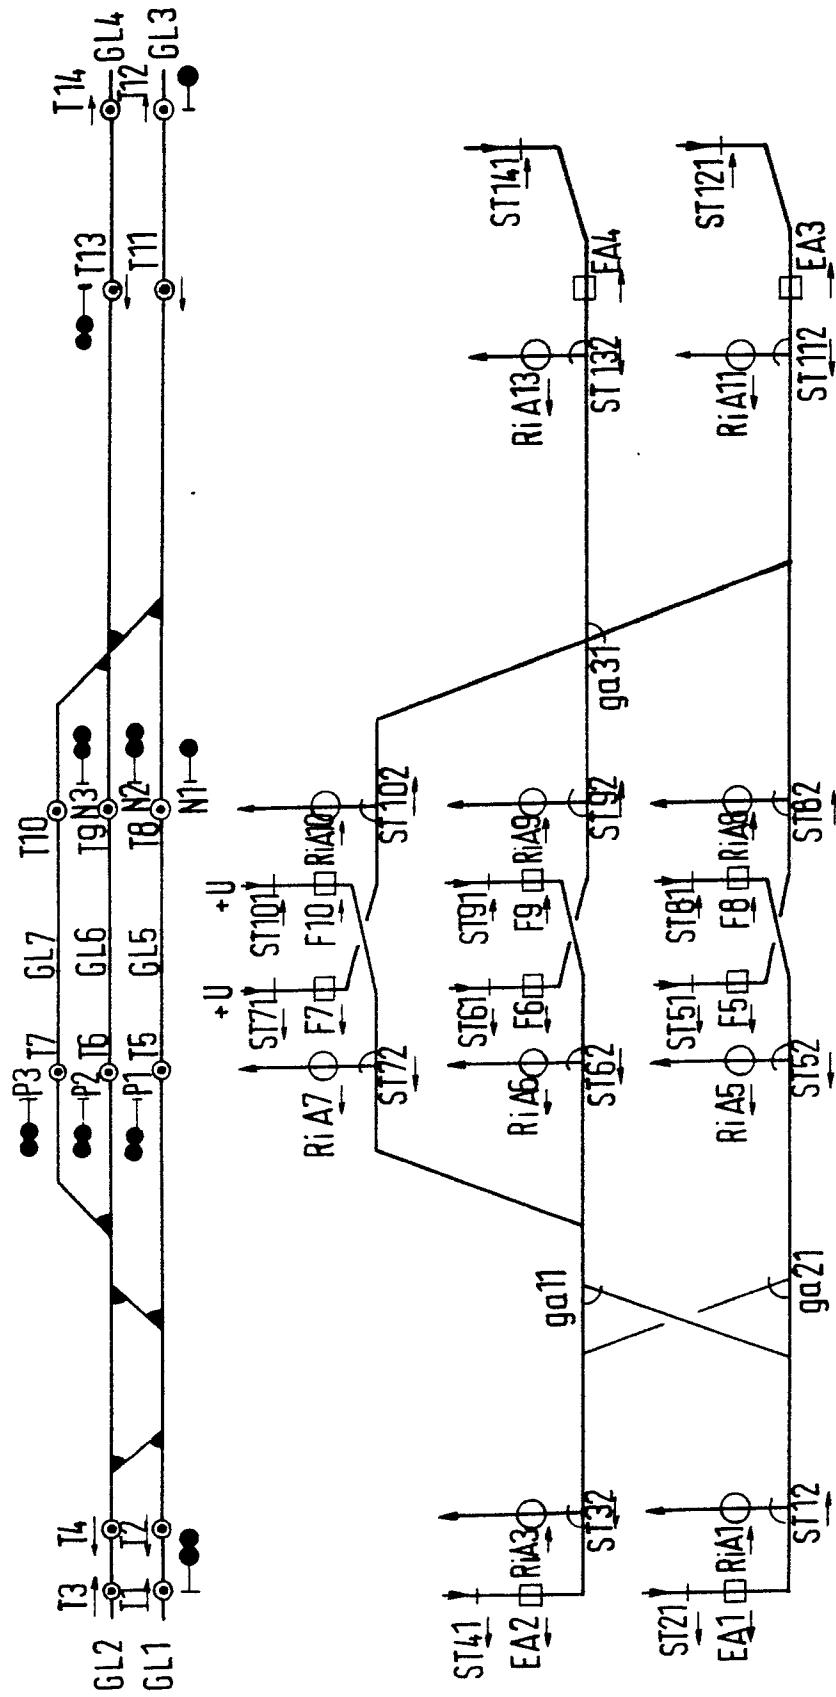 GL2
GL1
T3
T1
T4
T2
P3
P2
P1
T7
T6
T5
GL7
GL6
GL5
T10
T9
T8
N3
N2
N1
T13
T11
T14
T12
GL4
GL3
+U
+U
ST71
F7
RiA7
ST72
ST101
F10
RiA10
ST102
ST41
EA2
RiA3
ST32
ga11
RiA6
ST62
ST61
F6
ST91
F9
RiA9
ST92
ga31
RiA13
ST132
EA4
ST141
ST21
EA1
RiA1
ST12
ga21
RiA5
ST52
ST51
F5
ST81
F8
RiA8
ST82
RiA11
ST112
EA3
ST121